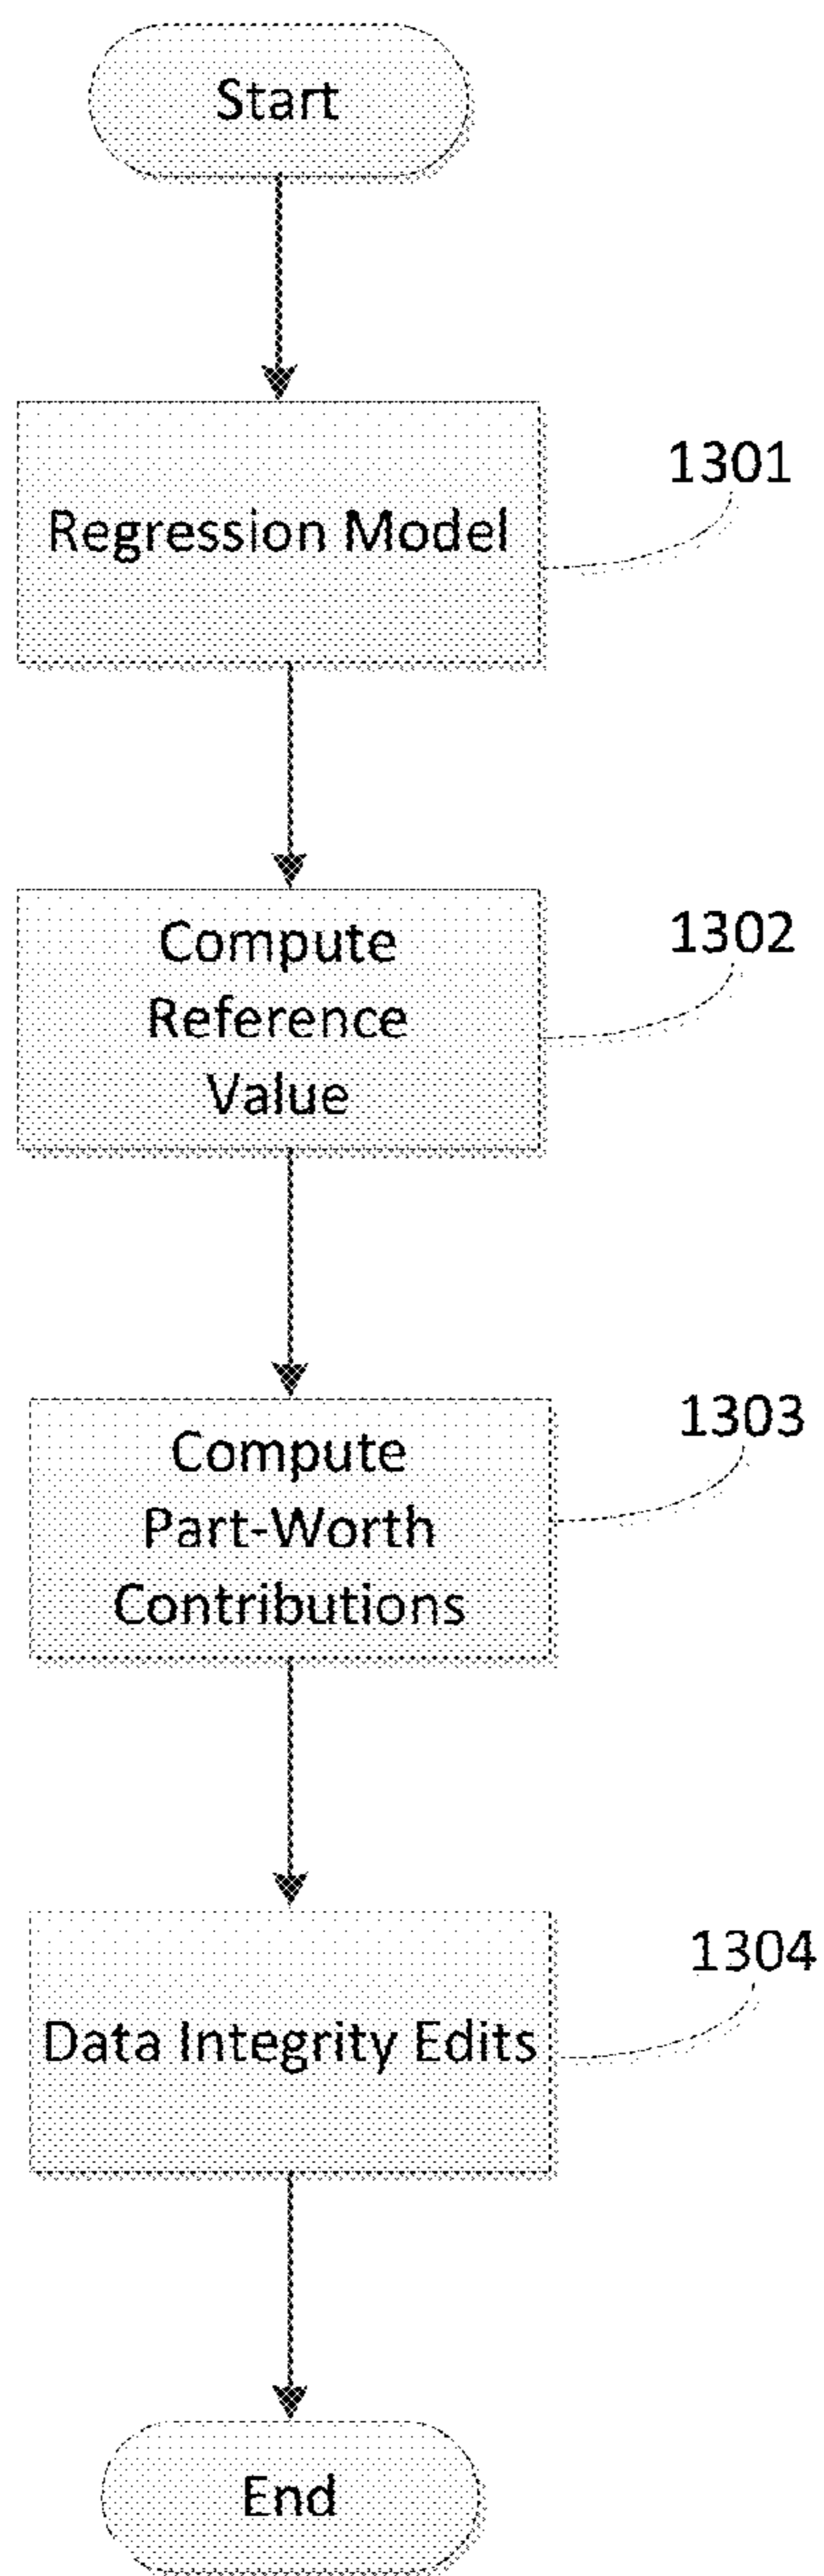 Start
Regression Model
1301
Compute
Reference
Value
1302
Compute
Part-Worth
Contributions
1303
Data Integrity Edits
1304
End